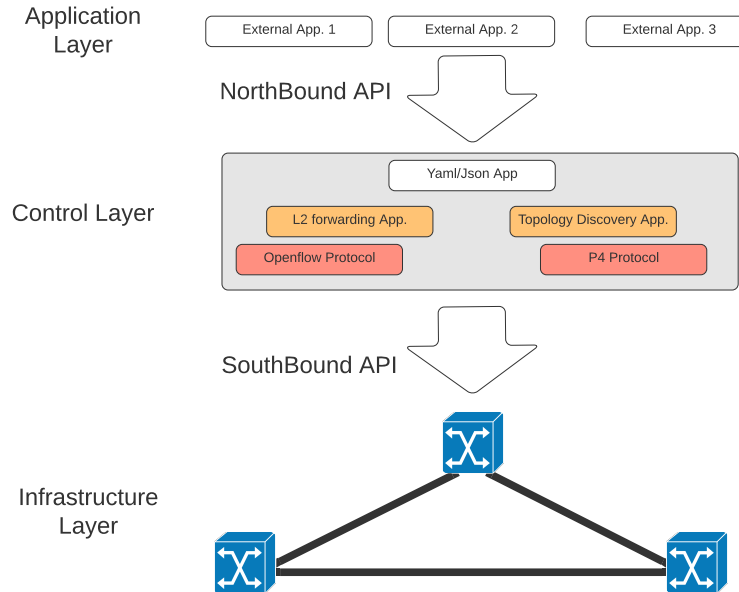 Application
Layer
External App. 1
External App. 2
External App. 3
NorthBound API
Control Layer
Yaml/Json App
L2 forwarding App.
Topology Discovery App.
Openflow Protocol
P4 Protocol
SouthBound API
Infrastructure
Layer